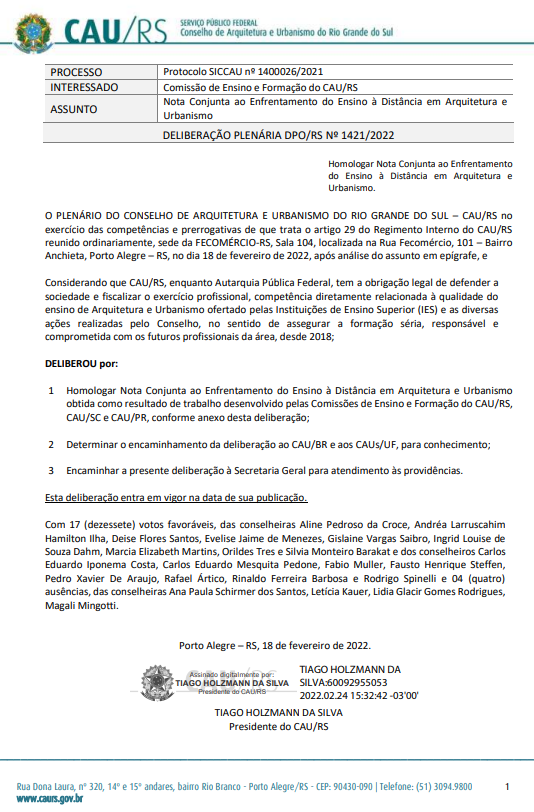 CAU/RS
SERVIÇO PÚBLICO FEDERAL
Conselho de Arquitetura e Urbanismo do Rio Grande do Sul
PROCESSO Protocolo SICCAU nº 1400026/2021
INTERESSADO Comissão de Ensino e Formação do CAU/RS
ASSUNTO Nota Conjunta ao Enfrentamento do Ensino à Distância em Arquitetura e
Urbanismo
DELIBERAÇÃO PLENÁRIA DPO/RS Nº 1421/2022
Homologar Nota Conjunta ao Enfrentamento
do Ensino à Distância em Arquitetura e
Urbanismo.
O PLENÁRIO DO CONSELHO DE ARQUITETURA E URBANISMO DO RIO GRANDE DO SUL – CAU/RS no
exercício das competências e prerrogativas de que trata o artigo 29 do Regimento Interno do CAU/RS
reunido ordinariamente, sede da FECOMÉRCIO-RS, Sala 104, localizada na Rua Fecomércio, 101 – Bairro
Anchieta, Porto Alegre – RS, no dia 18 de fevereiro de 2022, após análise do assunto em epígrafe, e
Considerando que CAU/RS, enquanto Autarquia Pública Federal, tem a obrigação legal de defender a
sociedade e fiscalizar o exercício profissional, competência diretamente relacionada à qualidade do
ensino de Arquitetura e Urbanismo ofertado pelas Instituições de Ensino Superior (IES) e as diversas
ações realizadas pelo Conselho, no sentido de assegurar a formação séria, responsável e
comprometida com os futuros profissionais da área, desde 2018;
DELIBEROU por:
1 Homologar Nota Conjunta ao Enfrentamento do Ensino à Distância em Arquitetura e Urbanismo
obtida como resultado de trabalho desenvolvido pelas Comissões de Ensino e Formação do CAU/RS,
CAU/SC e CAU/PR, conforme anexo desta deliberação;
2 Determinar o encaminhamento da deliberação ao CAU/BR e aos CAUs/UF, para conhecimento;
3 Encaminhar a presente deliberação à Secretaria Geral para atendimento às providências.
Esta deliberação entra em vigor na data de sua publicação.
Com 17 (dezessete) votos favoráveis, das conselheiras Aline Pedroso da Croce, Andréa Larruscahim
Hamilton Ilha, Deise Flores Santos, Evelise Jaime de Menezes, Gislaine Vargas Saibro, Ingrid Louise de
Souza Dahm, Marcia Elizabeth Martins, Orildes Tres e Silvia Monteiro Barakat e dos conselheiros Carlos
Eduardo Iponema Costa, Carlos Eduardo Mesquita Pedone, Fabio Muller, Fausto Henrique Steffen,
Pedro Xavier De Araujo, Rafael Ártico, Rinaldo Ferreira Barbosa e Rodrigo Spinelli e 04 (quatro)
ausências, das conselheiras Ana Paula Schirmer dos Santos, Letícia Kauer, Lidia Glacir Gomes Rodrigues,
Magali Mingotti.
Porto Alegre – RS, 18 de fevereiro de 2022.
Assinado digitalmente por:
TIAGO HOLZMANN DA SILVA
Presidente do CAU/RS
TIAGO HOLZMANN DA
SILVA:60092955053
2022.02.24 15:32:42 -03'00'
TIAGO HOLZMANN DA SILVA
Presidente do CAU/RS
Rua Dona Laura, nº 320, 14º e 15º andares, bairro Rio Branco - Porto Alegre/RS - CEP: 90430-090 | Telefone: (51) 3094.9800 1
www.caurs.gov.br